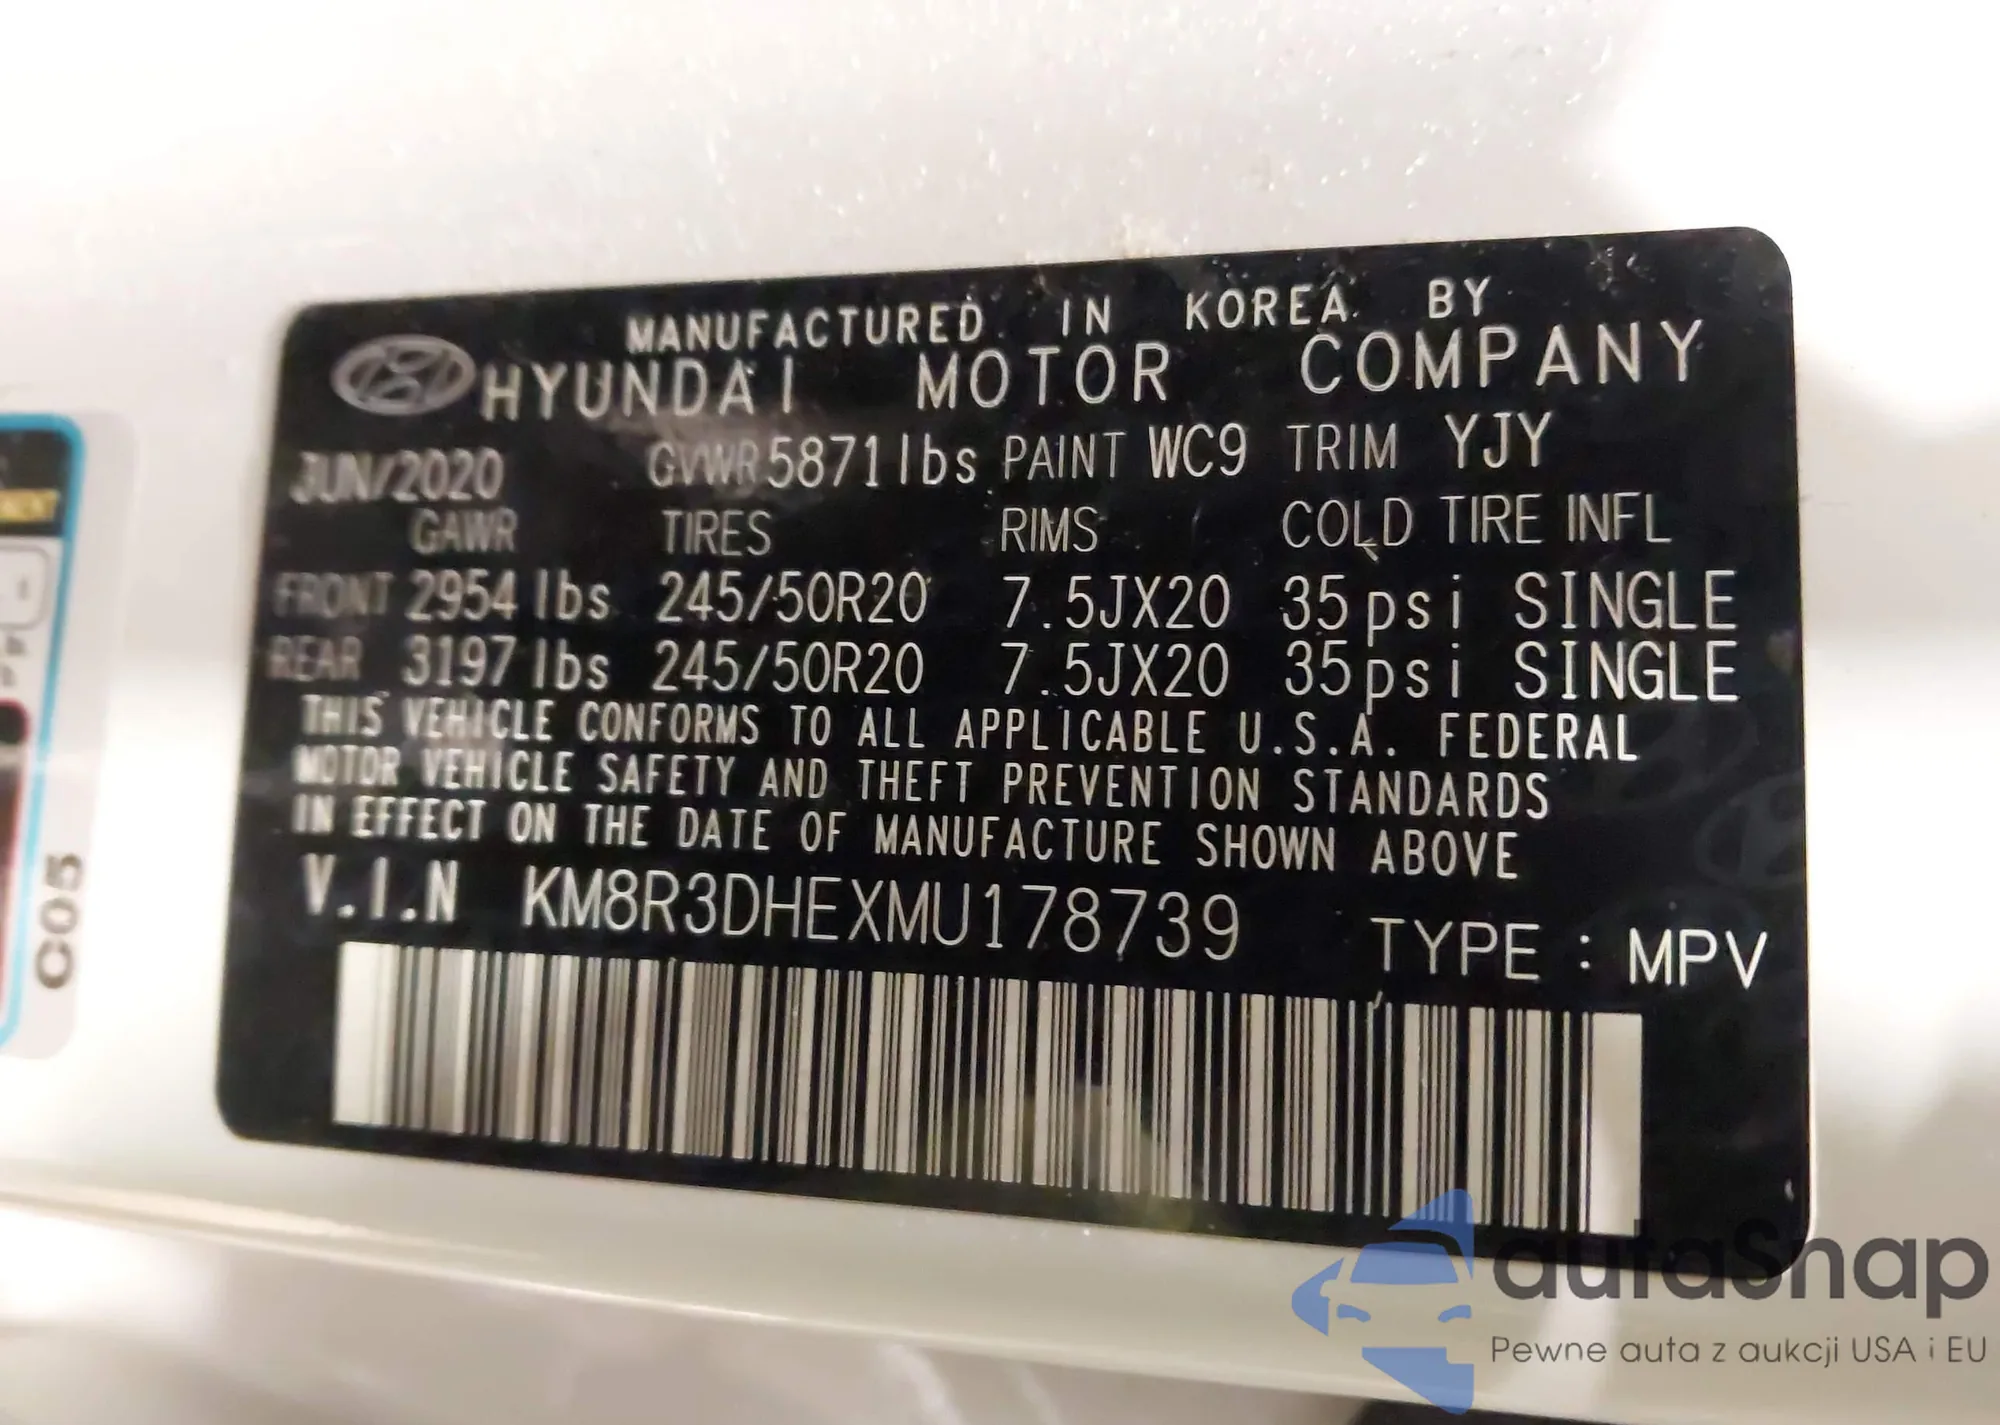 MANUFACTURED IN KOREA BY
HYUNDAI MOTOR COMPANY
JUN/2020 GVWR 5871 lbs PAINT WC9 TRIM YJY
GAWR TIRES RIMS COLD TIRE INFL
FRONT 2954 lbs 245/50R20 7.5JX20 35psi SINGLE
REAR 3197 lbs 245/50R20 7.5JX20 35psi SINGLE
THIS VEHICLE CONFORMS TO ALL APPLICABLE U.S.A. FEDERAL
MOTOR VEHICLE SAFETY AND THEFT PREVENTION STANDARDS
IN EFFECT ON THE DATE OF MANUFACTURE SHOWN ABOVE
V.I.N KM8R3DHEXMU178739 TYPE : MPV
C05
autaSnap
Pewne auta z aukcji USA i EU